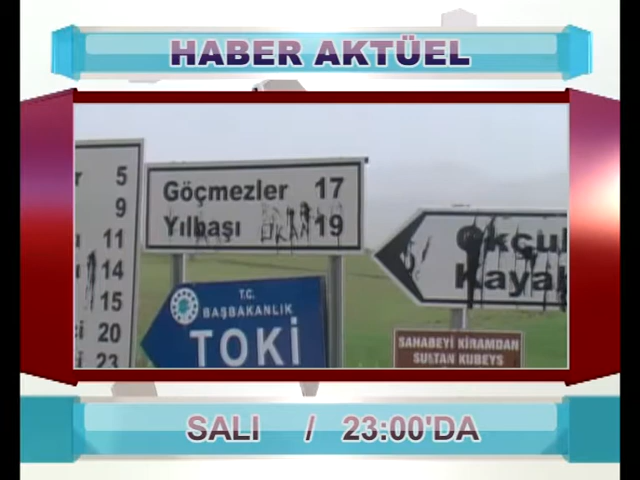 HABER AKTÜEL
5
9
11
14
15
20
23
Göçmezler 17
Yılbaşı 19
T.C.
BAŞBAKANLIK
TOKİ
SAHABEYİ KİRAMDAN
SULTAN KUBEYS
SALI / 23:00'DA